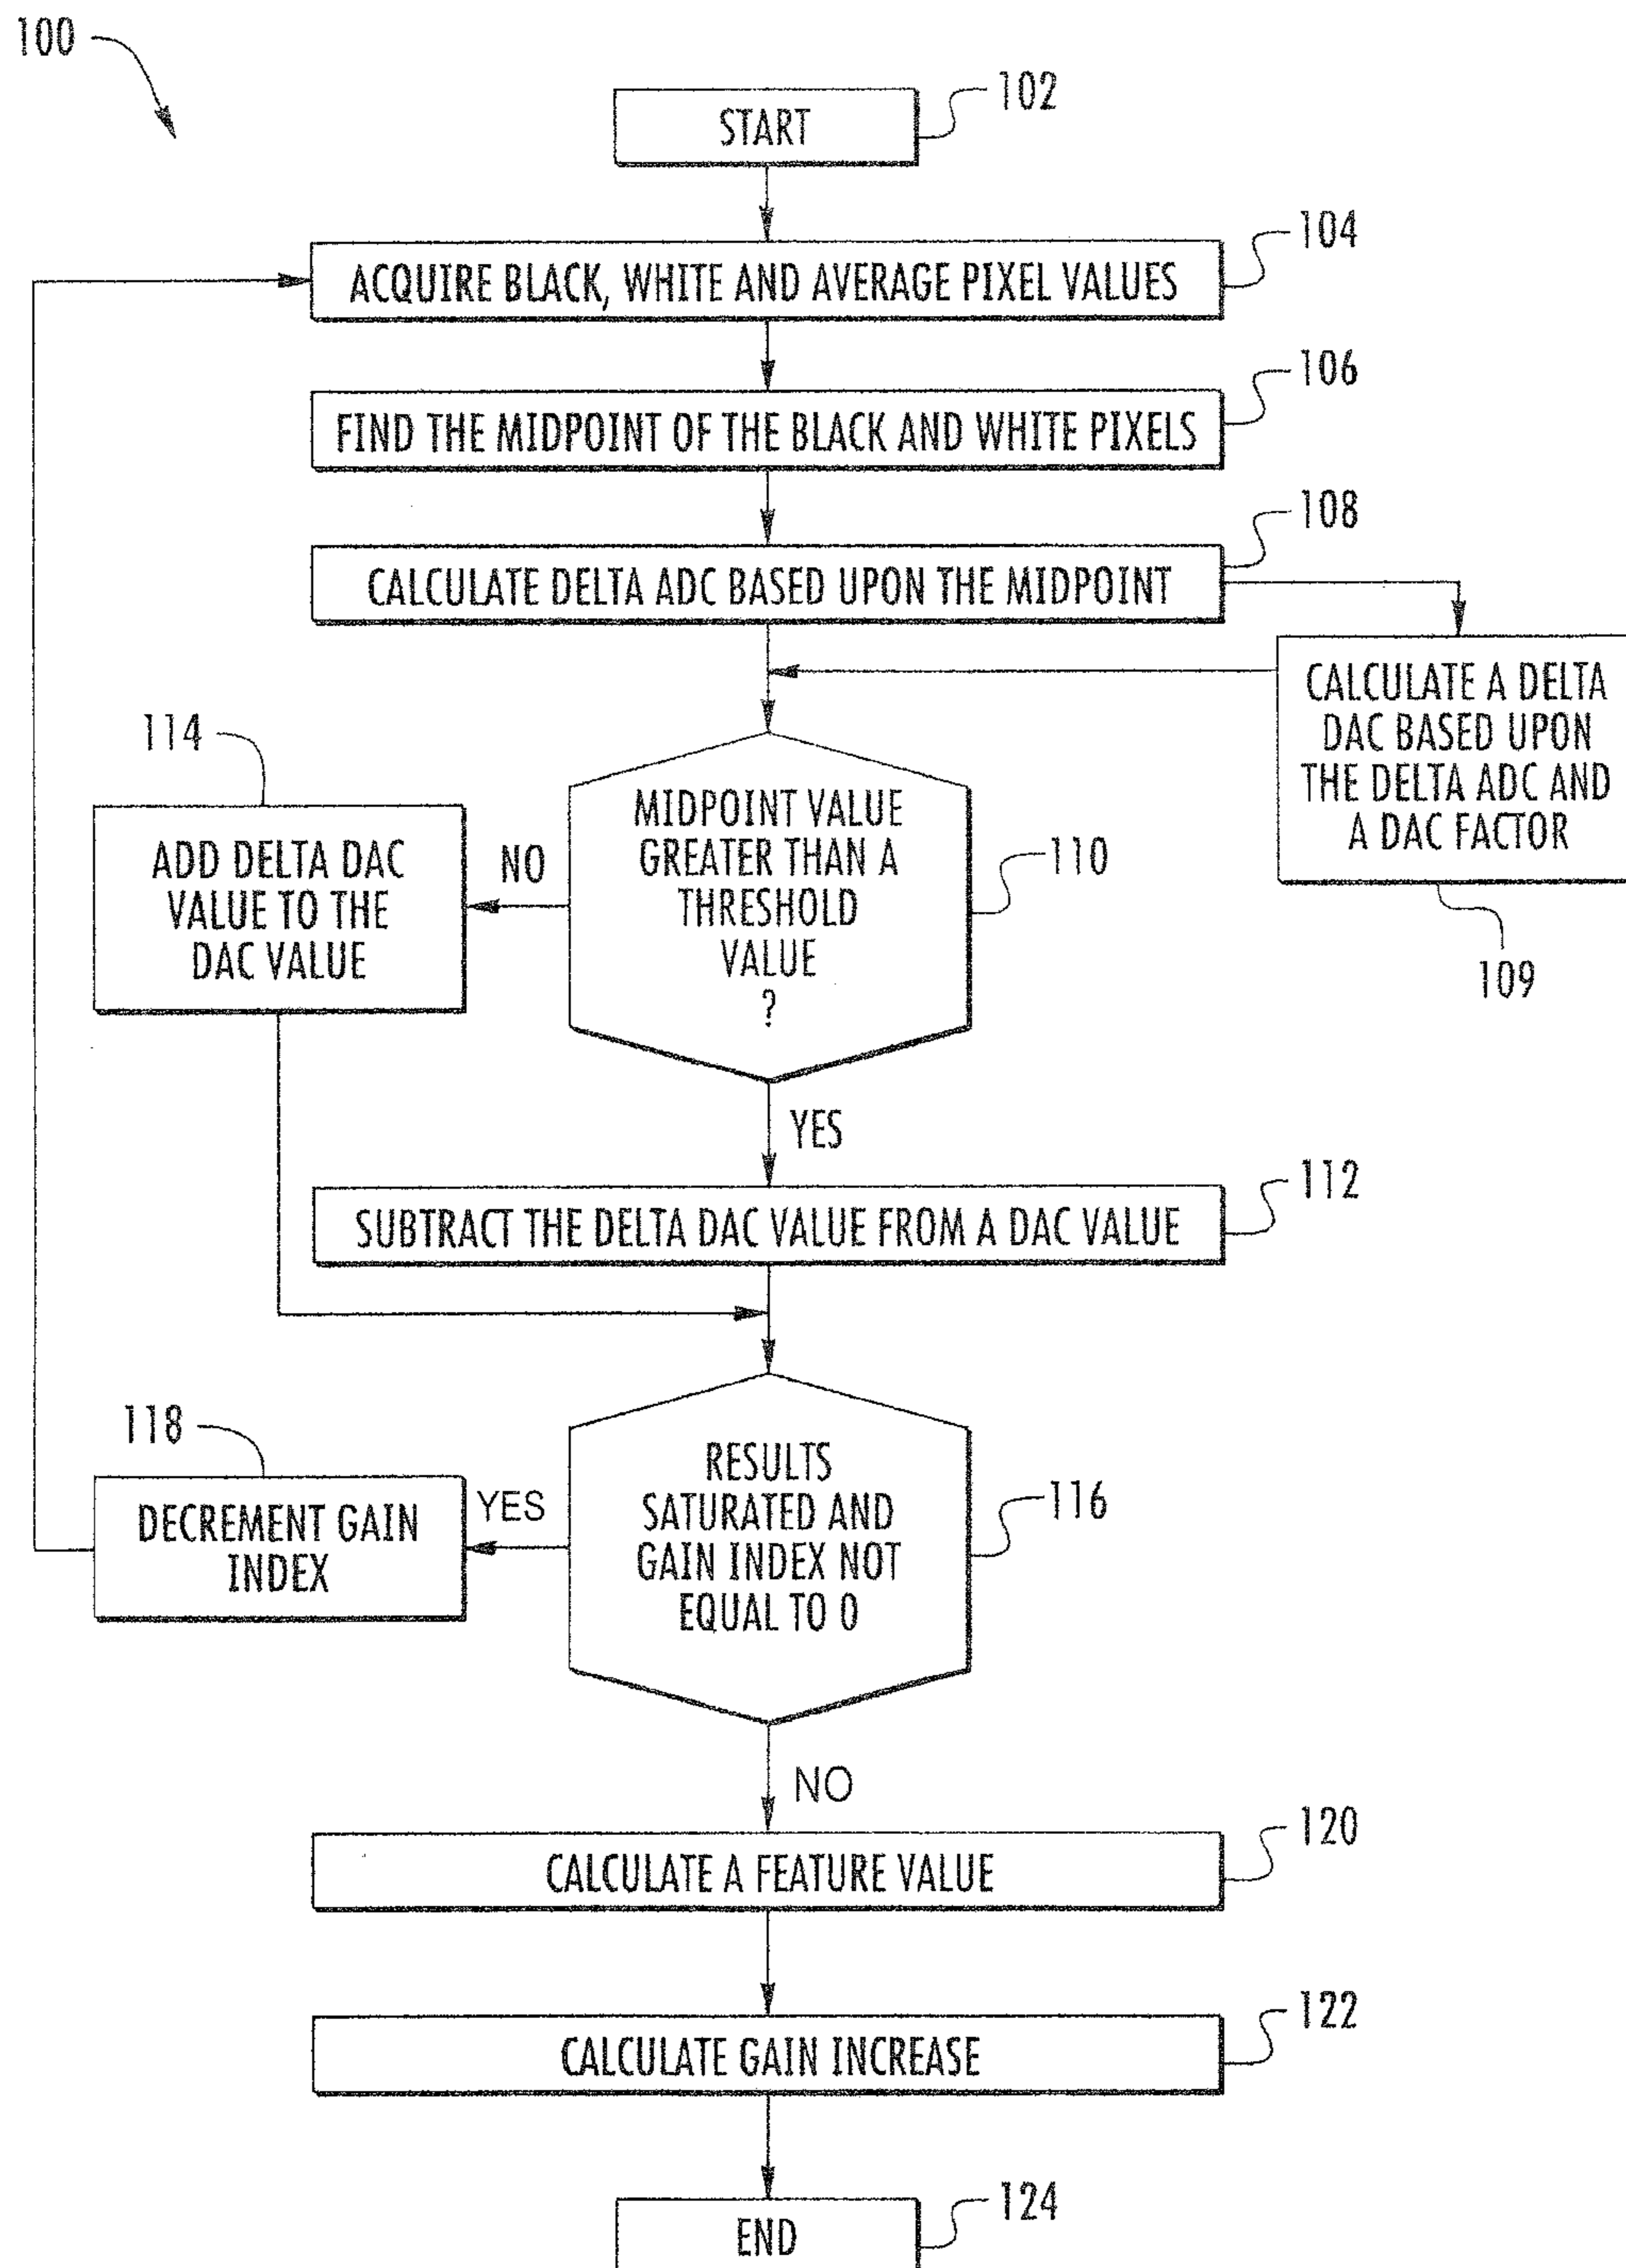 100
START
102
ACQUIRE BLACK, WHITE AND AVERAGE PIXEL VALUES
104
FIND THE MIDPOINT OF THE BLACK AND WHITE PIXELS
106
CALCULATE DELTA ADC BASED UPON THE MIDPOINT
108
CALCULATE A DELTA
DAC BASED UPON
THE DELTA ADC AND
A DAC FACTOR
109
MIDPOINT VALUE
GREATER THAN A
THRESHOLD
VALUE
?
110
NO
114
ADD DELTA DAC
VALUE TO THE
DAC VALUE
YES
SUBTRACT THE DELTA DAC VALUE FROM A DAC VALUE
112
RESULTS
SATURATED AND
GAIN INDEX NOT
EQUAL TO 0
116
YES
118
DECREMENT GAIN
INDEX
NO
CALCULATE A FEATURE VALUE
120
CALCULATE GAIN INCREASE
122
END
124